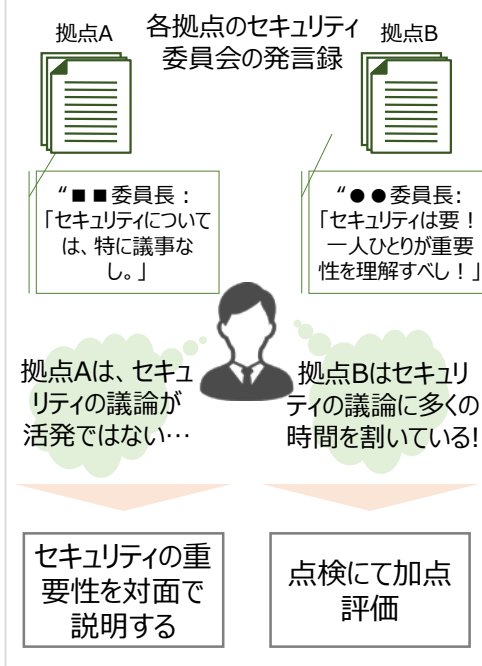 各拠点のセキュリティ
委員会の発言録
拠点A
拠点B
“■■委員長：
「セキュリティについて
は、特に議事な
し。」
“●●委員長:
「セキュリティは要！
一人ひとりが重要
性を理解すべし！」
拠点Aは、セキュ
リティの議論が
活発ではない…
拠点Bはセキュリ
ティの議論に多くの
時間を割いている!
セキュリティの重
要性を対面で
説明する
点検にて加点
評価